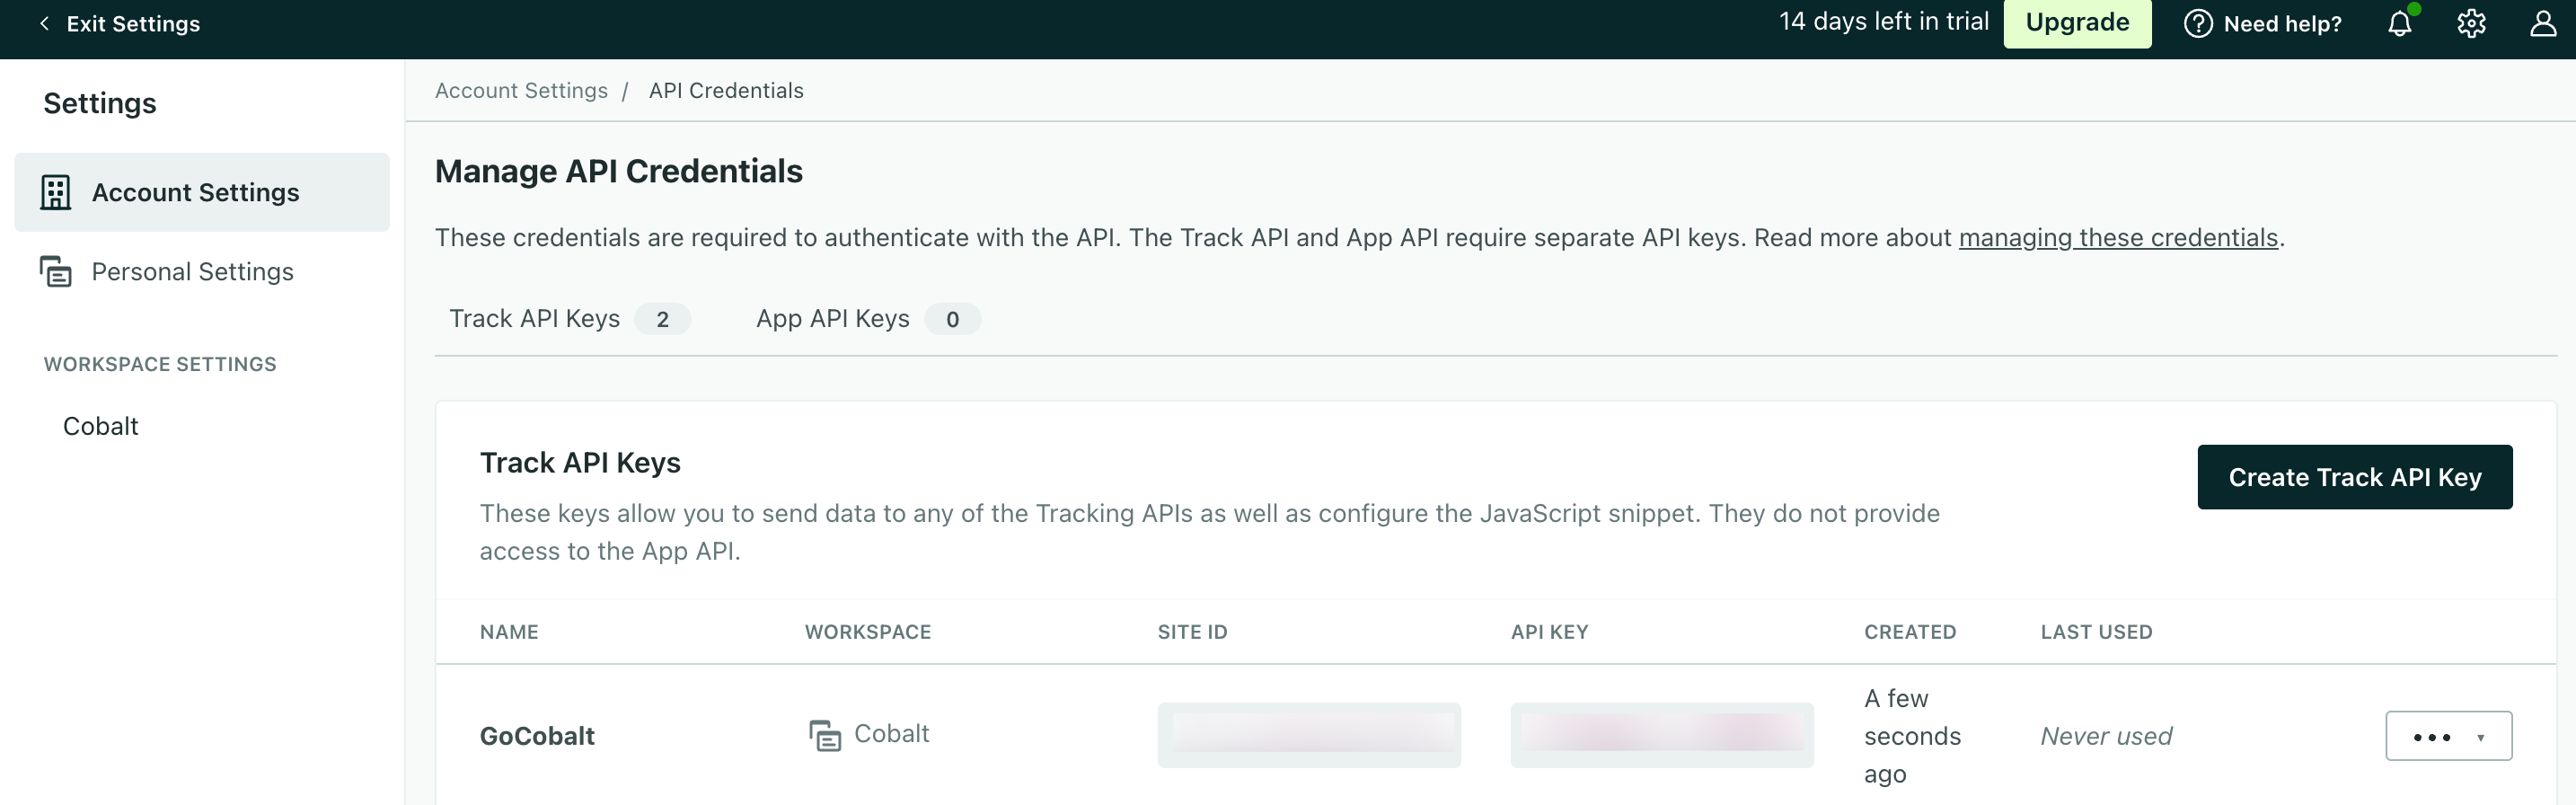 Exit Settings
14 days left in trial
Upgrade
Need help?
Settings
Account Settings
Personal Settings
WORKSPACE SETTINGS
Cobalt
Account Settings / API Credentials
Manage API Credentials
These credentials are required to authenticate with the API. The Track API and App API require separate API keys. Read more about managing these credentials.
Track API Keys 2
App API Keys 0
Track API Keys
These keys allow you to send data to any of the Tracking APIs as well as configure the JavaScript snippet. They do not provide
access to the App API.
Create Track API Key
NAME WORKSPACE SITE ID API KEY CREATED LAST USED
GoCobalt
Cobalt
A few
seconds
ago
Never used